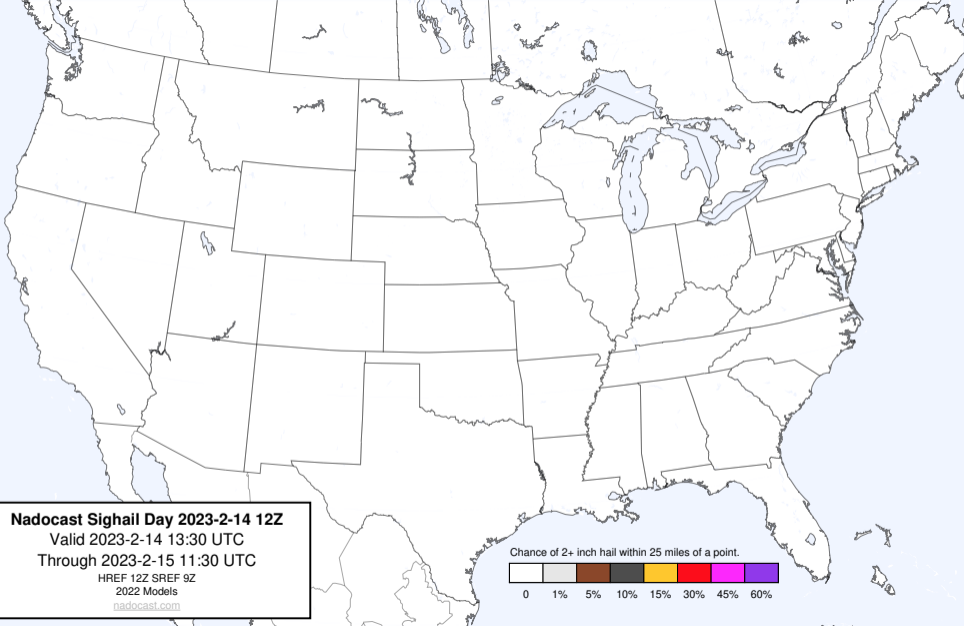 Nadocast Sighail Day 2023-2-14 12Z
Valid 2023-2-14 13:30 UTC
Through 2023-2-15 11:30 UTC
HREF 12Z SREF 9Z
2022 Models
nadocast.com
Chance of 2+ inch hail within 25 miles of a point.
0 1% 5% 10% 15% 30% 45% 60%